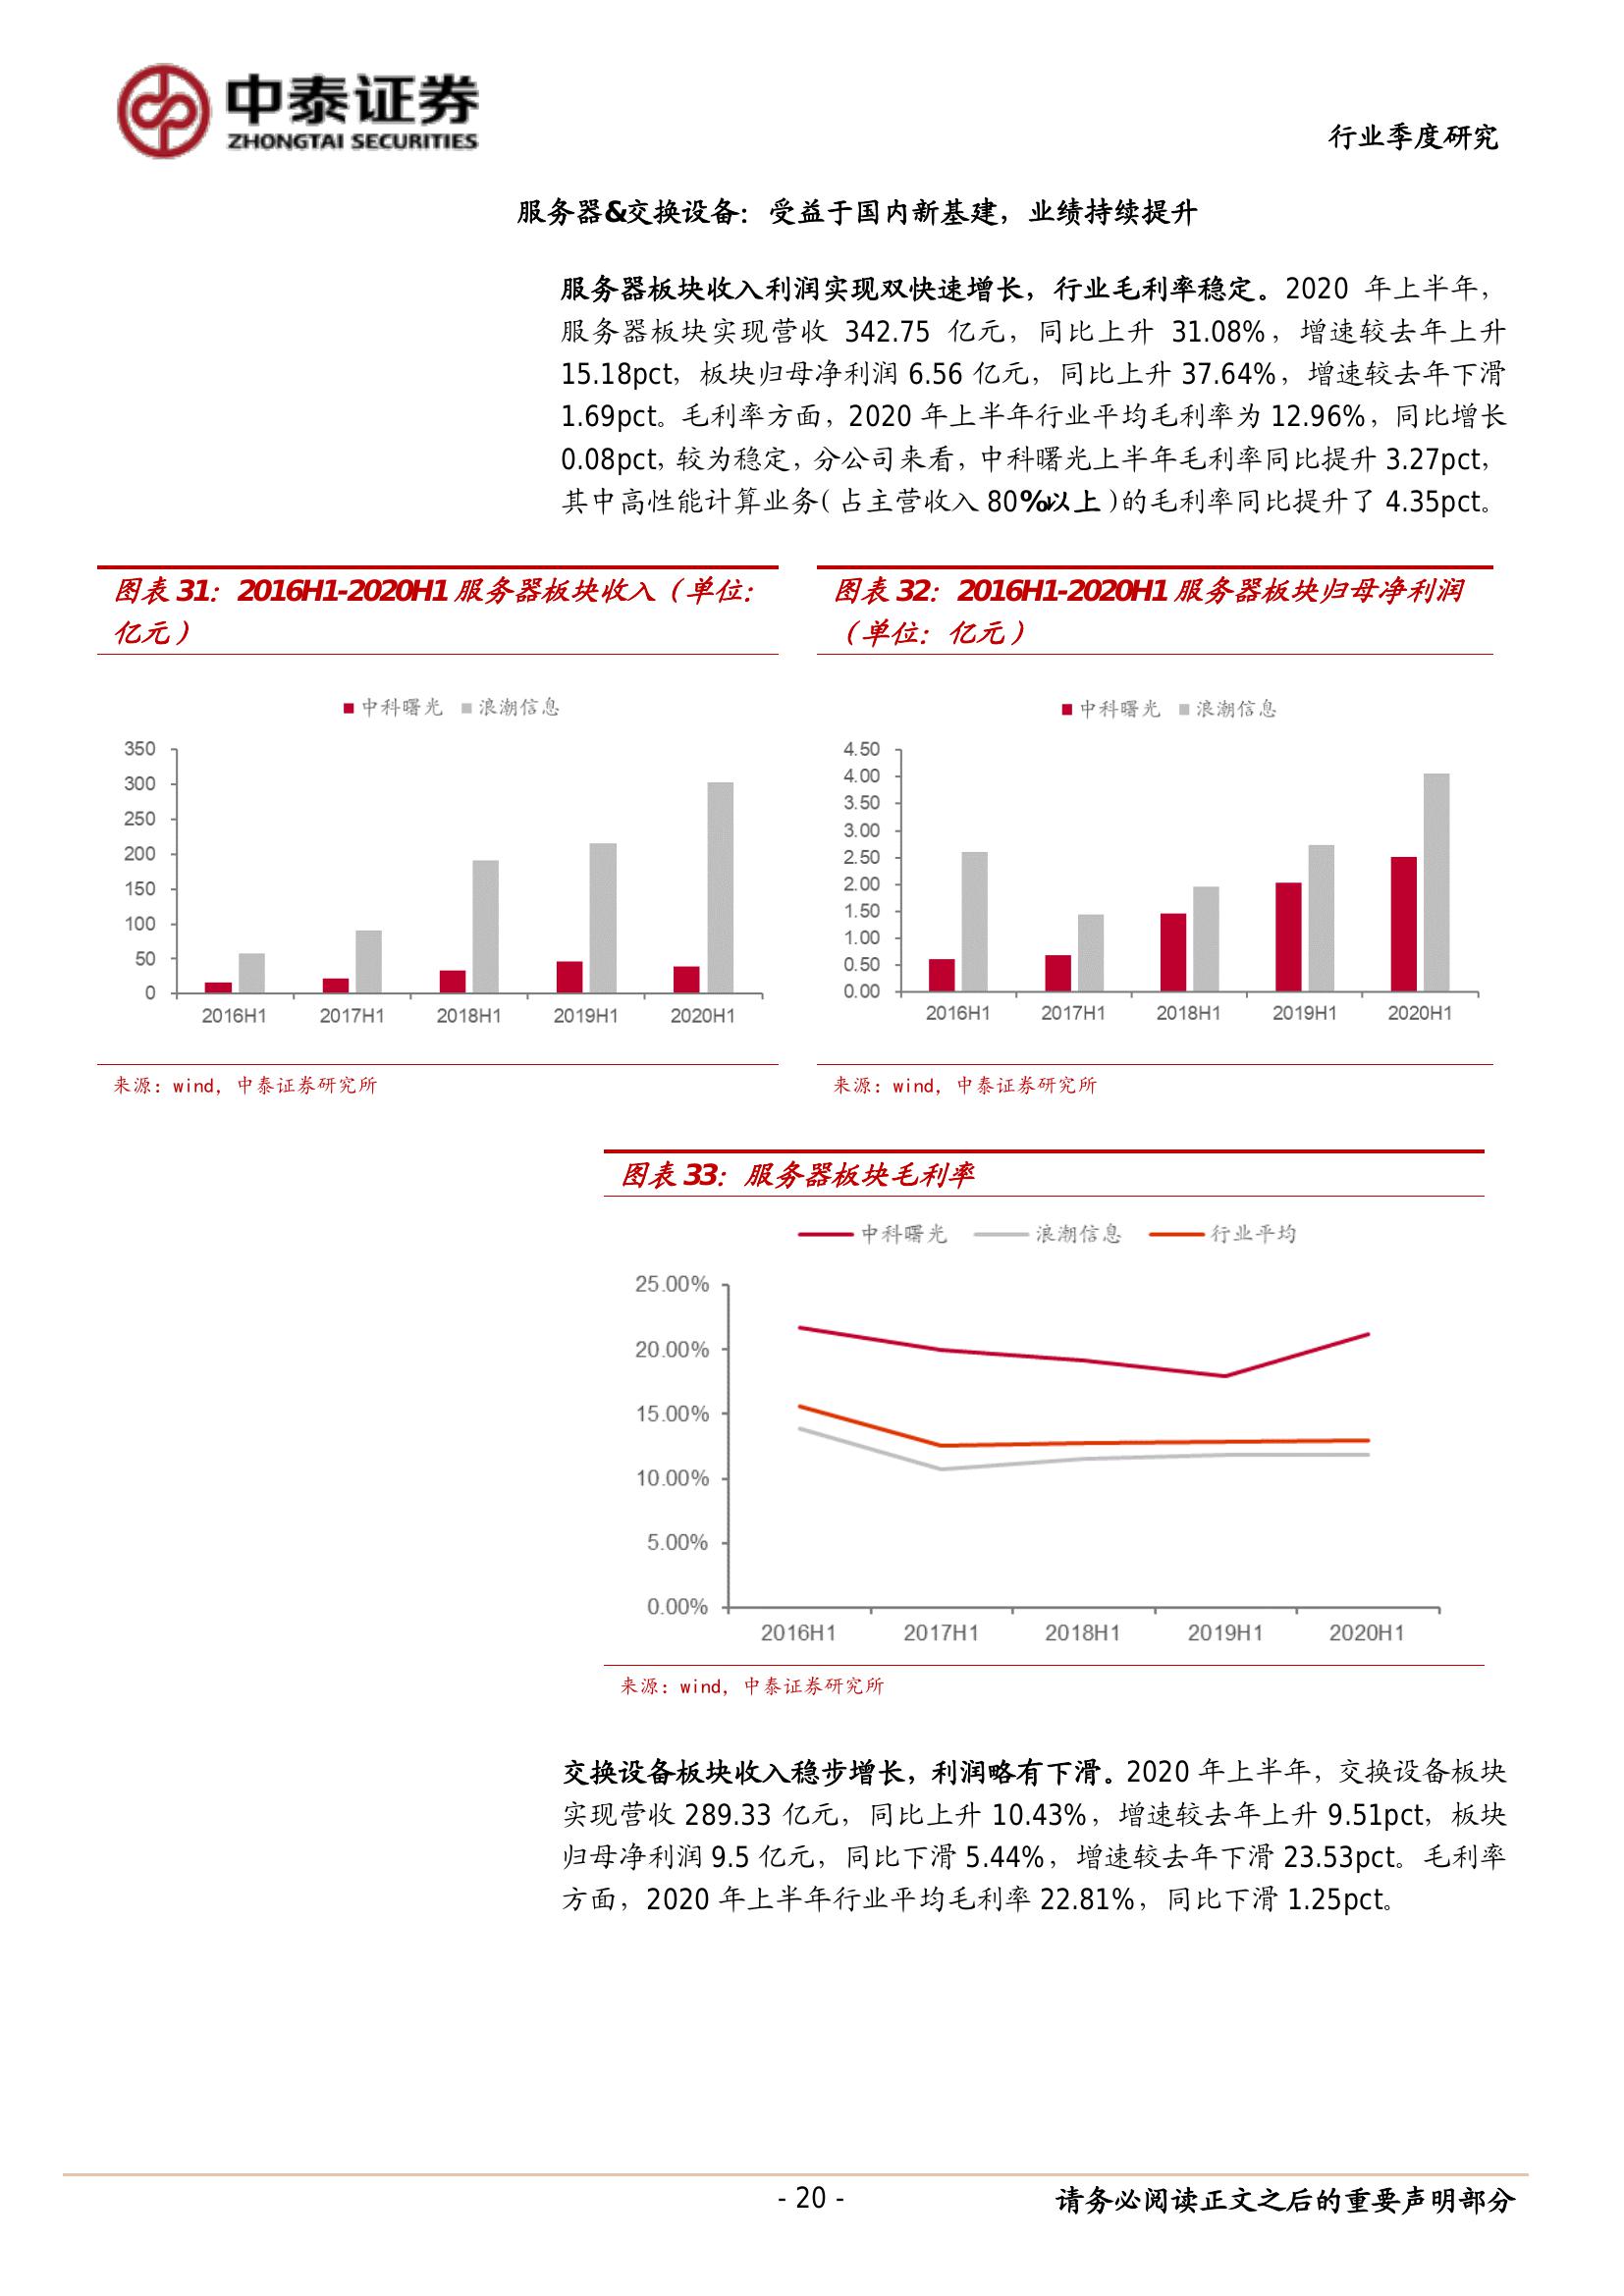 中泰证券
ZHONGTAI SECURITIES
行业季度研究
服务器&交换设备：受益于国内新基建，业绩持续提升
服务器板块收入利润实现双快速增长，行业毛利率稳定。2020 年上半年，
服务器板块实现营收 342.75 亿元，同比上升 31.08%，增速较去年上升
15.18pct，板块归母净利润 6.56 亿元，同比上升 37.64%，增速较去年下滑
1.69pct。毛利率方面，2020 年上半年行业平均毛利率为 12.96%，同比增长
0.08pct，较为稳定，分公司来看，中科曙光上半年毛利率同比提升 3.27pct，
其中高性能计算业务（占主营收入 80%以上）的毛利率同比提升了 4.35pct。
图表 31：2016H1-2020H1 服务器板块收入（单位：
亿元）
中科曙光 浪潮信息
350
300
250
200
150
100
50
0
2016H1 2017H1 2018H1 2019H1 2020H1
来源：wind，中泰证券研究所
图表 32：2016H1-2020H1 服务器板块归母净利润
（单位：亿元）
中科曙光 浪潮信息
4.50
4.00
3.50
3.00
2.50
2.00
1.50
1.00
0.50
0.00
2016H1 2017H1 2018H1 2019H1 2020H1
来源：wind，中泰证券研究所
图表 33：服务器板块毛利率
中科曙光 浪潮信息 行业平均
25.00%
20.00%
15.00%
10.00%
5.00%
0.00%
2016H1 2017H1 2018H1 2019H1 2020H1
来源：wind，中泰证券研究所
交换设备板块收入稳步增长，利润略有下滑。2020 年上半年，交换设备板块
实现营收 289.33 亿元，同比上升 10.43%，增速较去年上升 9.51pct，板块
归母净利润 9.5 亿元，同比下滑 5.44%，增速较去年下滑 23.53pct。毛利率
方面，2020 年上半年行业平均毛利率 22.81%，同比下滑 1.25pct。
- 20 -
请务必阅读正文之后的重要声明部分